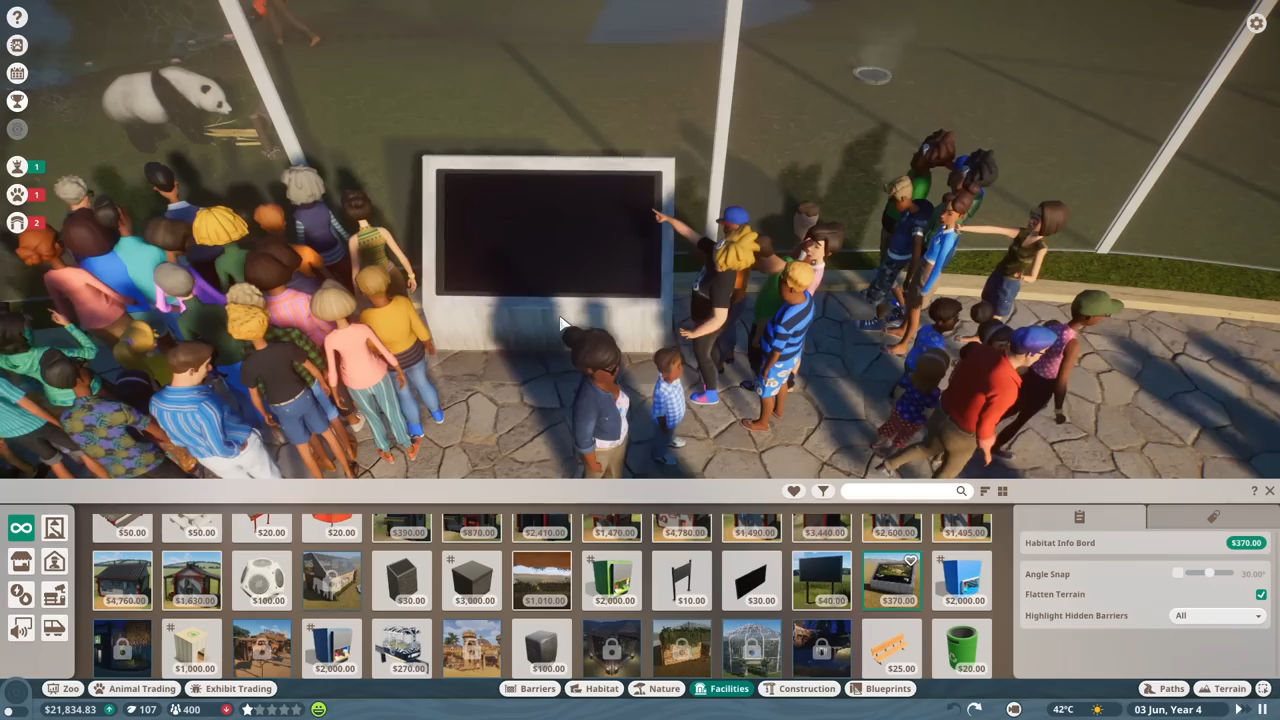 ?
1
1
2
?
$50.00 $50.00 $20.00 $20.00 $390.00 $870.00 $2,410.00 $1,470.00 $4,780.00 $1,490.00 $3,440.00 $2,600.00 $1,495.00
Habitat Info Bord $370.00
$4,760.00 $1,630.00 $100.00 $30.00 $3,000.00 $1,010.00 $2,000.00 $10.00 $30.00 $40.00 $370.00 $2,000.00
Angle Snap 30.00°
Flatten Terrain
Highlight Hidden Barriers All
$1,000.00 $2,000.00 $270.00 $100.00 $25.00 $20.00
Zoo Animal Trading Exhibit Trading Barriers Habitat Nature Facilities Construction Blueprints Paths Terrain
$21,834.83 107 400 42°C 03 Jun, Year 4